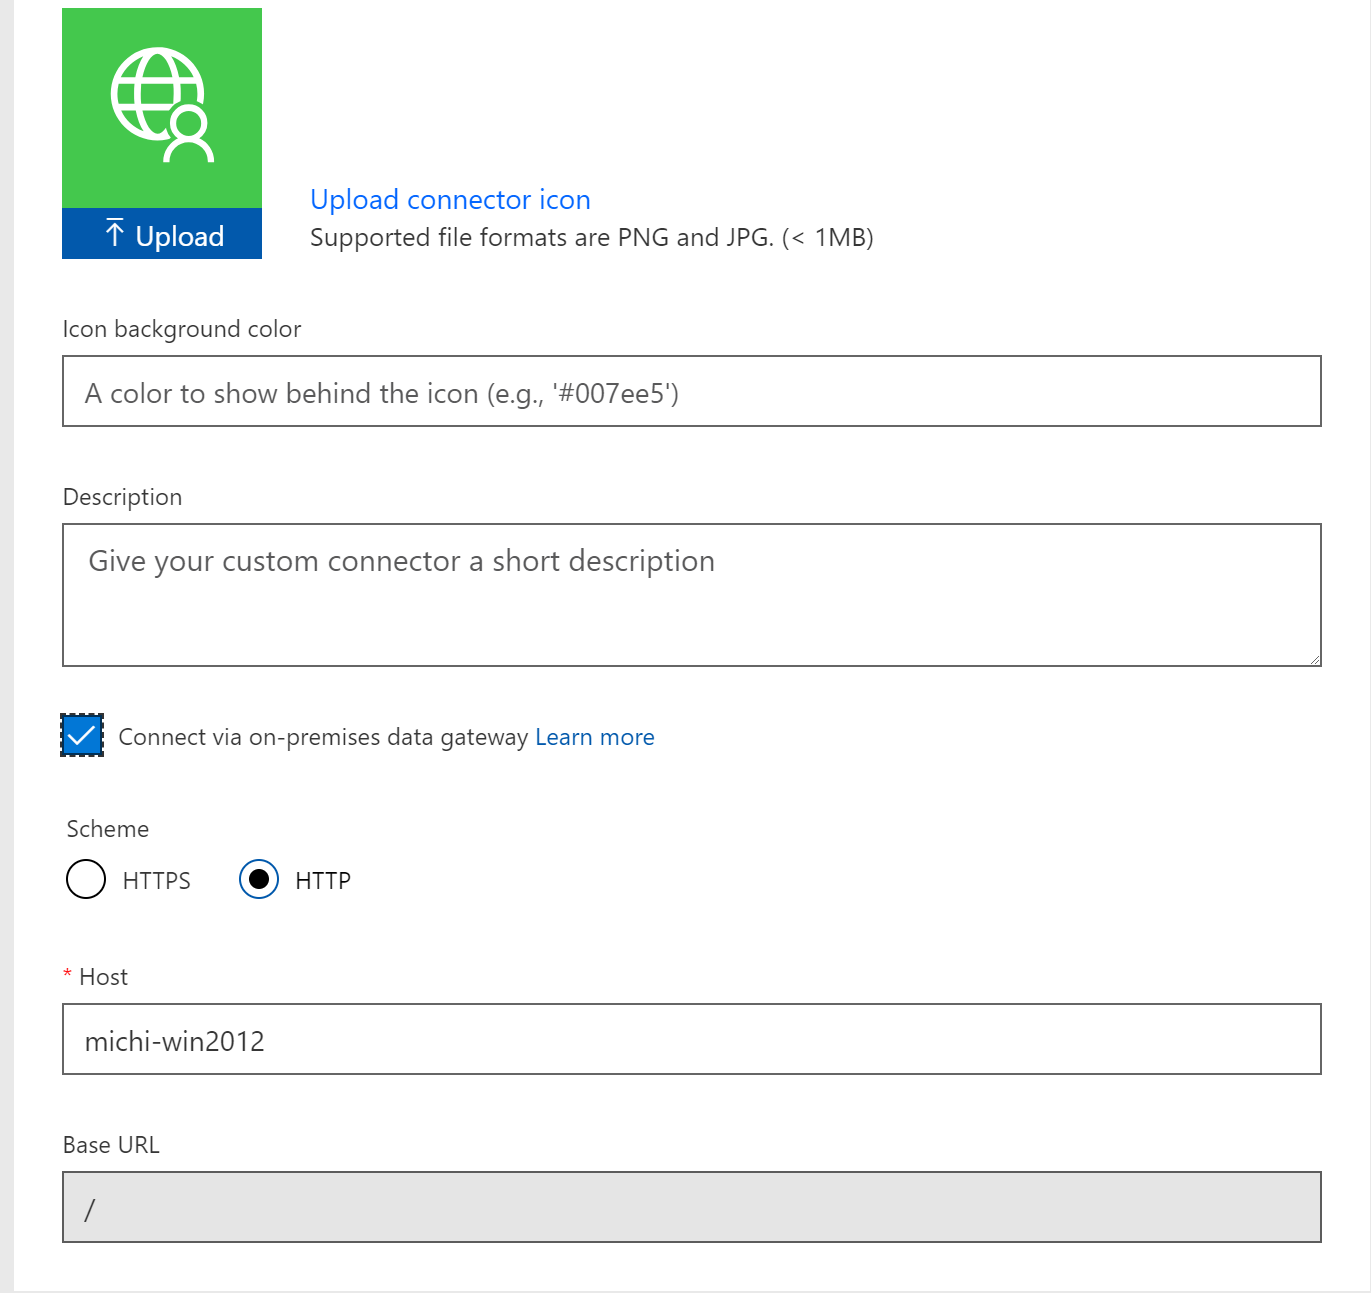 Upload
Upload connector icon
Supported file formats are PNG and JPG. (< 1MB)
Icon background color
A color to show behind the icon (e.g., '#007ee5')
Description
Give your custom connector a short description
Connect via on-premises data gateway Learn more
Scheme
HTTPS HTTP
* Host
michi-win2012
Base URL
/